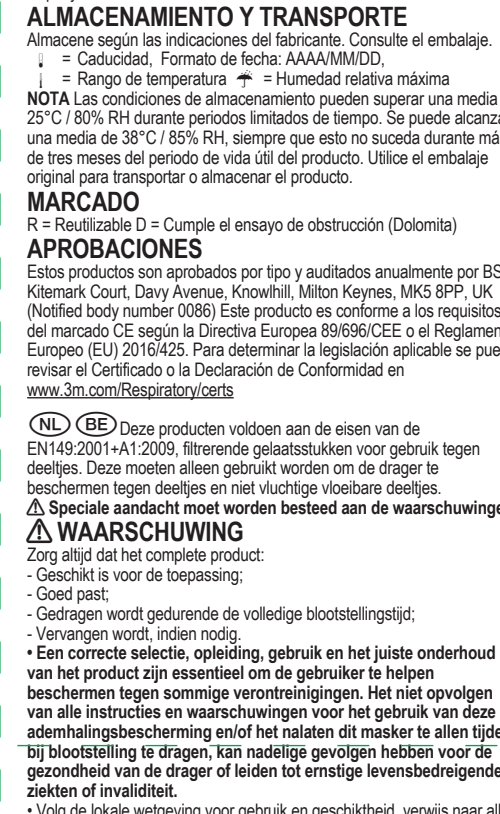 ALMACENAMIENTO Y TRANSPORTE
Almacene según las indicaciones del fabricante. Consulte el embalaje.
= Caducidad, Formato de fecha: AAAA/MM/DD,
= Rango de temperatura = Humedad relativa máxima
NOTA Las condiciones de almacenamiento pueden superar una media
25°C / 80% RH durante periodos limitados de tiempo. Se puede alcanza
una media de 38°C / 85% RH, siempre que esto no suceda durante má
de tres meses del periodo de vida útil del producto. Utilice el embalaje
original para transportar o almacenar el producto.
MARCADO
R = Reutilizable D = Cumple el ensayo de obstrucción (Dolomita)
APROBACIONES
Estos productos son aprobados por tipo y auditados anualmente por BS
Kitemark Court, Davy Avenue, Knowlhill, Milton Keynes, MK5 8PP, UK
(Notified body number 0086) Este producto es conforme a los requisitos
del marcado CE según la Directiva Europea 89/696/CEE o el Reglamen
Europeo (EU) 2016/425. Para determinar la legislación aplicable se pue
revisar el Certificado o la Declaración de Conformidad en
www.3m.com/Respiratory/certs
NL BE Deze producten voldoen aan de eisen van de
EN149:2001+A1:2009, filtrerende gelaatsstukken voor gebruik tegen
deeltjes. Deze moeten alleen gebruikt worden om de drager te
beschermen tegen deeltjes en niet vluchtige vloeibare deeltjes.
⚠ Speciale aandacht moet worden besteed aan de waarschuwinge
⚠ WAARSCHUWING
Zorg altijd dat het complete product:
- Geschikt is voor de toepassing;
- Goed past;
- Gedragen wordt gedurende de volledige blootstellingstijd;
- Vervangen wordt, indien nodig.
• Een correcte selectie, opleiding, gebruik en het juiste onderhoud
van het product zijn essentieel om de gebruiker te helpen
beschermen tegen sommige verontreinigingen. Het niet opvolgen
van alle instructies en waarschuwingen voor het gebruik van deze
ademhalingsbescherming en/of het nalaten dit masker te allen tijde
bij blootstelling te dragen, kan nadelige gevolgen hebben voor de
gezondheid van de drager of leiden tot ernstige levensbedreigende
ziekten of invaliditeit.
• Volg de lokale wetgeving voor gebruik en geschiktheid, verwijs naar all